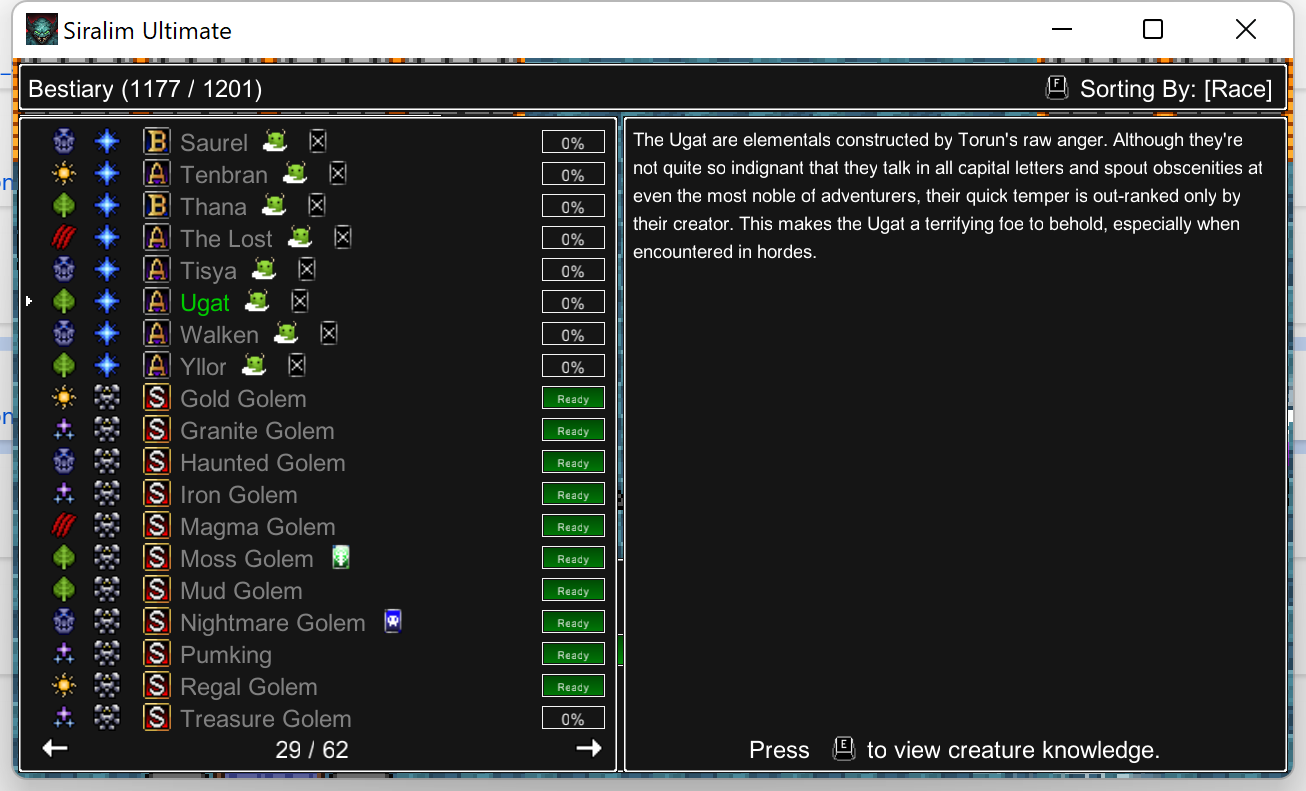 Siralim Ultimate
Bestiary (1177 / 1201)
F Sorting By: [Race]
B Saurel 0%
A Tenbran 0%
B Thana 0%
A The Lost 0%
A Tisya 0%
A Ugat 0%
A Walken 0%
A Yllor 0%
S Gold Golem Ready
S Granite Golem Ready
S Haunted Golem Ready
S Iron Golem Ready
S Magma Golem Ready
S Moss Golem Ready
S Mud Golem Ready
S Nightmare Golem Ready
S Pumking Ready
S Regal Golem Ready
S Treasure Golem 0%
29 / 62
The Ugat are elementals constructed by Torun's raw anger. Although they're
not quite so indignant that they talk in all capital letters and spout obscenities at
even the most noble of adventurers, their quick temper is out-ranked only by
their creator. This makes the Ugat a terrifying foe to behold, especially when
encountered in hordes.
Press E to view creature knowledge.
on
on